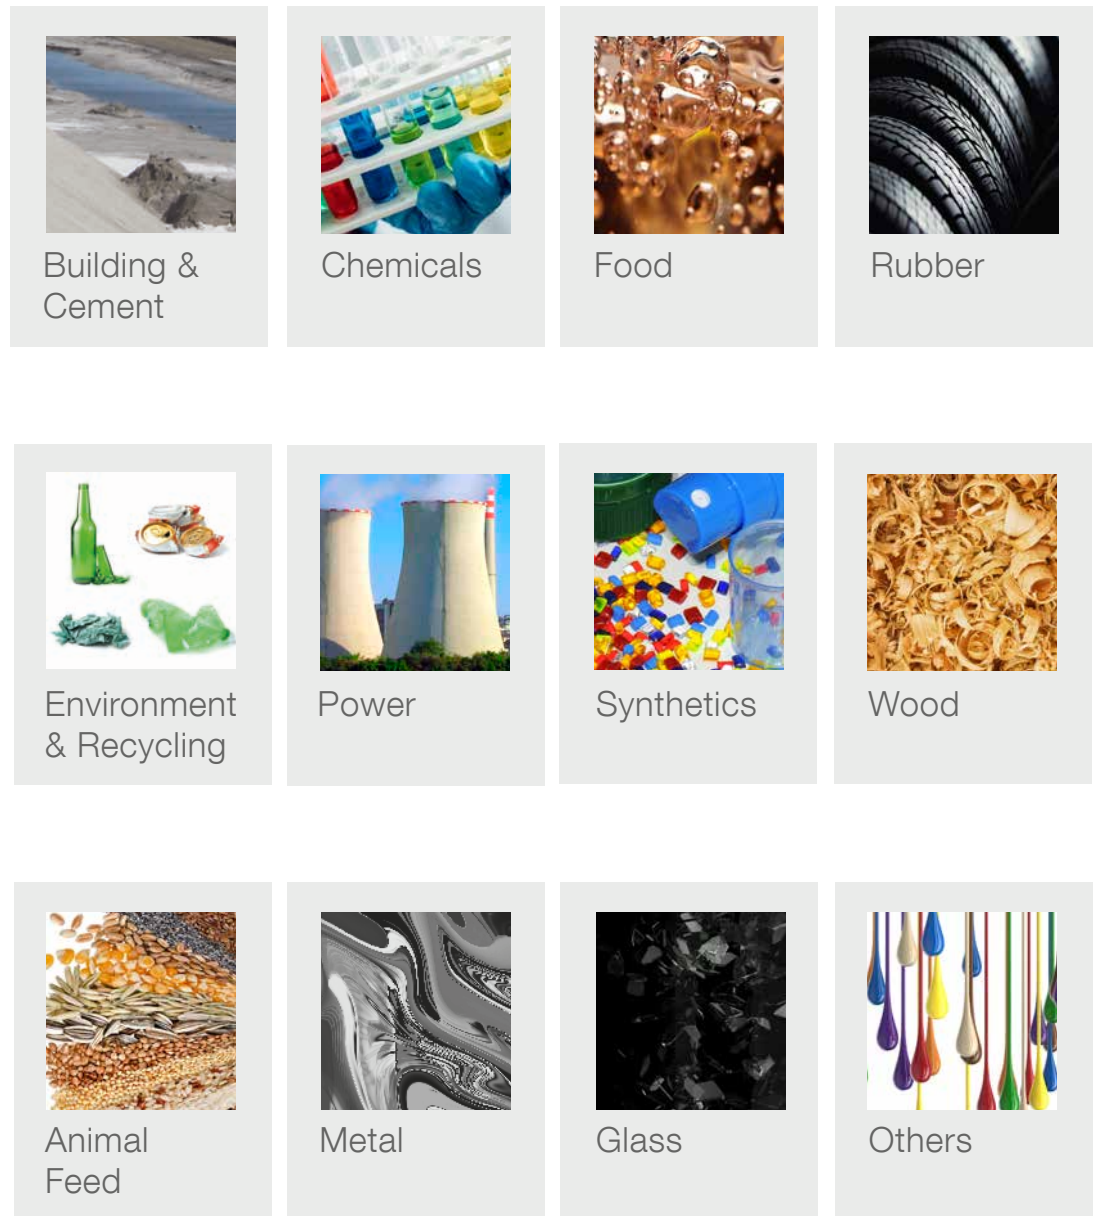 Building &
Cement
Chemicals
Food
Rubber
Environment
& Recycling
Power
Synthetics
Wood
Animal
Feed
Metal
Glass
Others